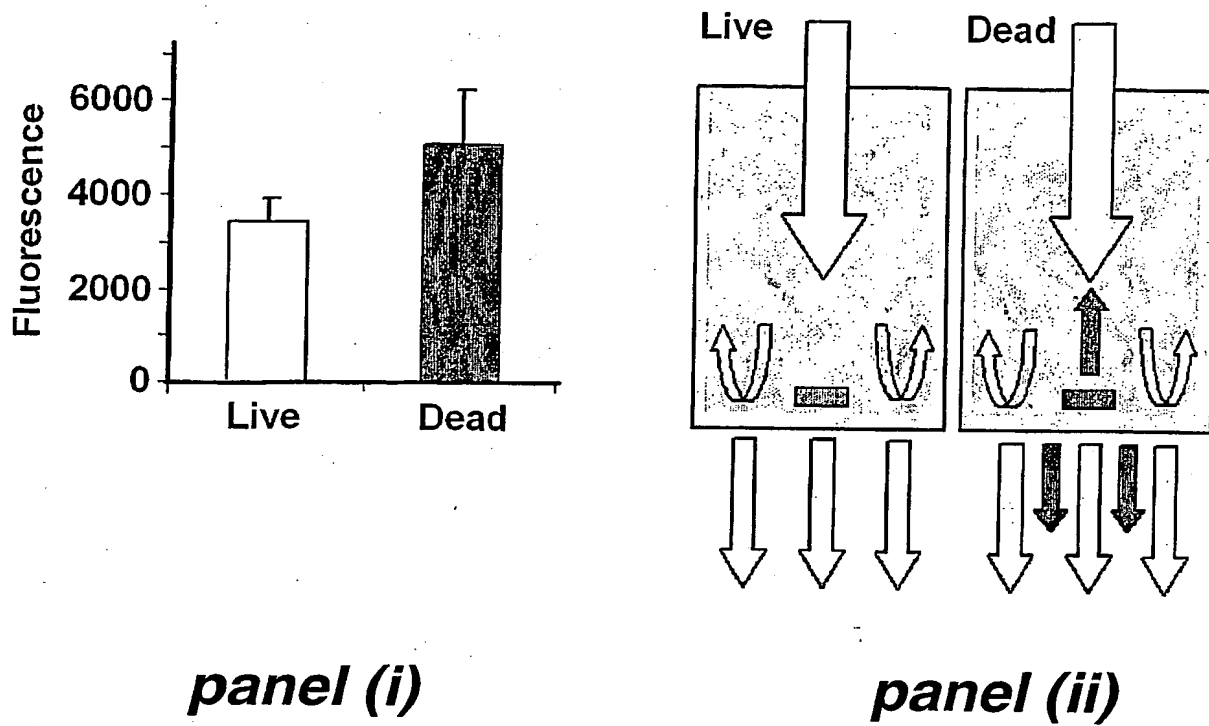 Fluorescence
6000
4000
2000
0
Live
Dead
panel (i)
Live
Dead
panel (ii)